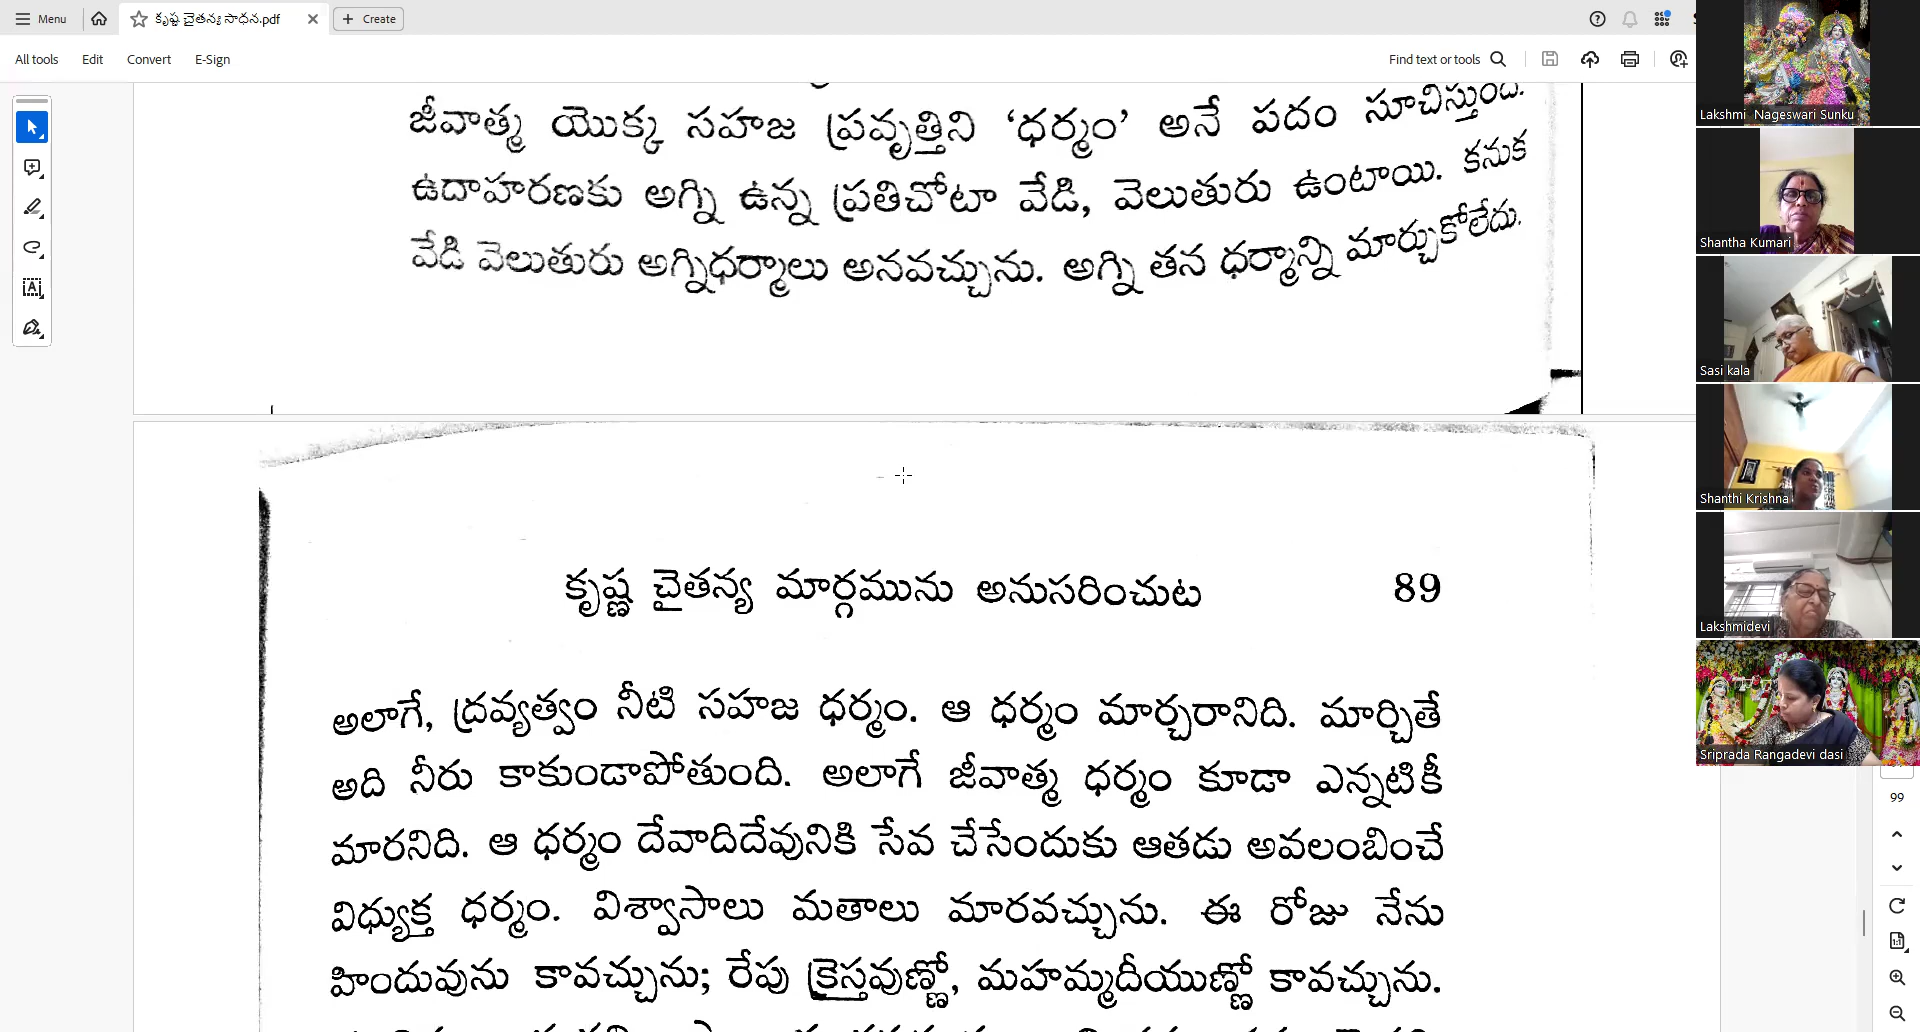 Menu
కృష్ణ చైతన్య సాధన.pdf
Create
All tools
Edit
Convert
E-Sign
Find text or tools
జీవాత్మ యొక్క సహజ ప్రవృత్తిని ‘ధర్మం’ అనే పదం సూచిస్తుంది.
ఉదాహరణకు అగ్ని ఉన్న ప్రతిచోటా వేడి, వెలుతురు ఉంటాయి. కనుక
వేడి వెలుతురు అగ్నిధర్మాలు అనవచ్చును. అగ్ని తన ధర్మాన్ని మార్చుకోలేదు.
కృష్ణ చైతన్య మార్గమును అనుసరించుట 89
అలాగే, ద్రవ్యత్వం నీటి సహజ ధర్మం. ఆ ధర్మం మార్చరానిది. మార్చితే
అది నీరు కాకుండాపోతుంది. అలాగే జీవాత్మ ధర్మం కూడా ఎన్నటికీ
మారనిది. ఆ ధర్మం దేవాదిదేవునికి సేవ చేసేందుకు ఆతడు అవలంబించే
విధ్యుక్త ధర్మం. విశ్వాసాలు మతాలు మారవచ్చును. ఈ రోజు నేను
హిందువును కావచ్చును; రేపు క్రైస్తవుణ్ణో, మహమ్మదీయుణ్ణో కావచ్చును.
Lakshmi Nageswari Sunku
Shantha Kumari
Sasi kala
Shanthi Krishna
Lakshmidevi
Sriprada Rangadevi dasi
99